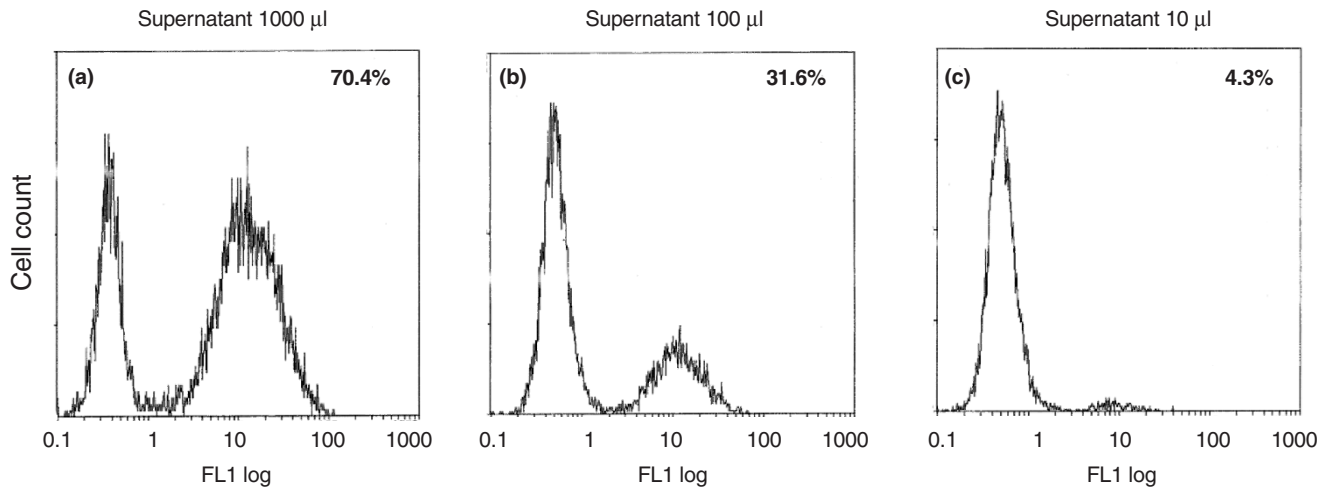 Supernatant 1000 µl
Supernatant 100 µl
Supernatant 10 µl
(a)
70.4%
(b)
31.6%
(c)
4.3%
Cell count
0.1 1 10 100 1000
0.1 1 10 100 1000
0.1 1 10 100 1000
FL1 log
FL1 log
FL1 log